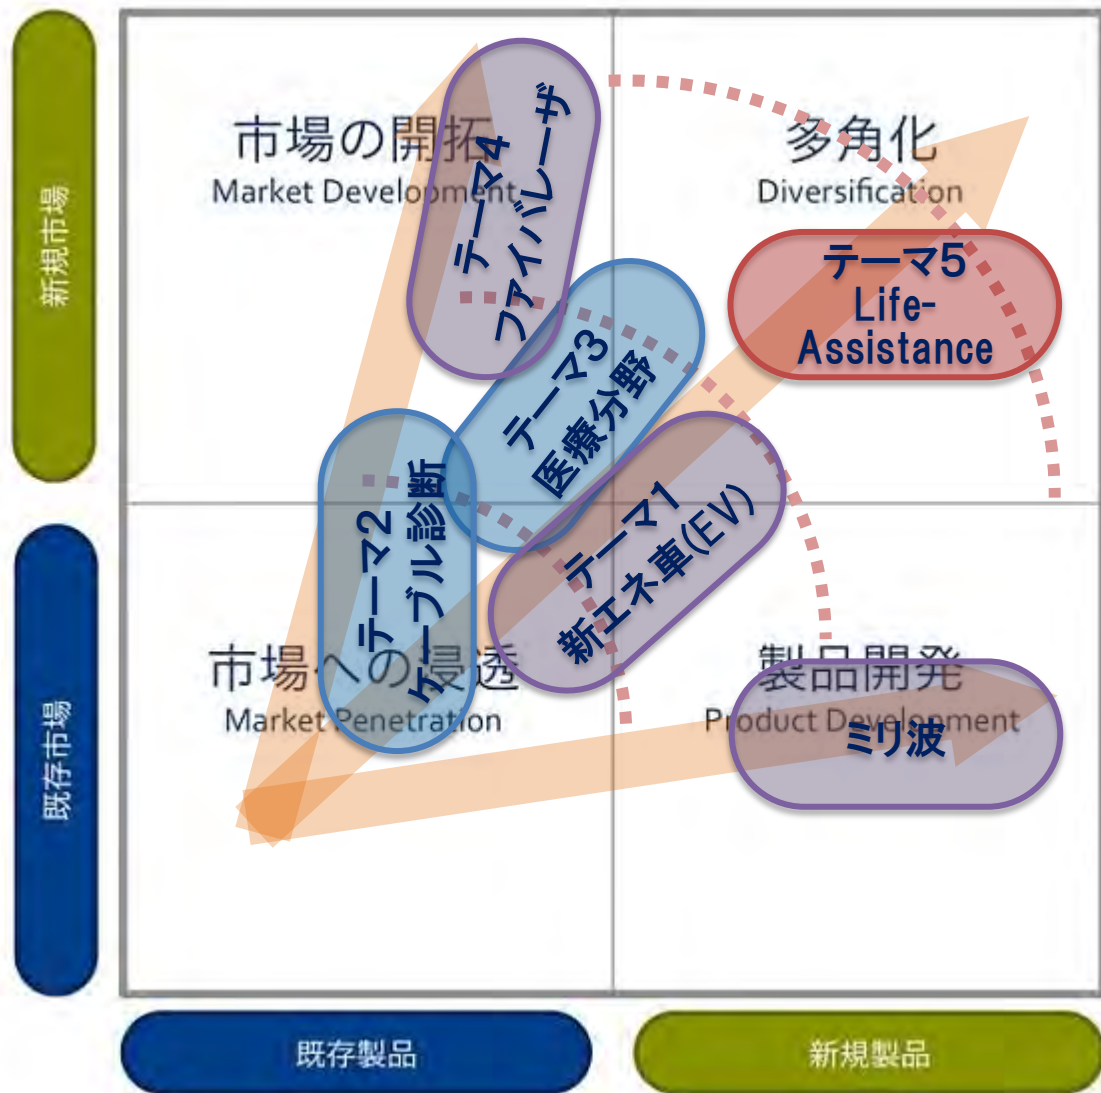 新規市場
既存市場
市場の開拓
Market Development
多角化
Diversification
テーマ4
ファイバレーザ
テーマ5
Life-
Assistance
テーマ3
医療分野
テーマ2
ケーブル診断
テーマ1
新エネ車(EV)
市場への浸透
Market Penetration
製品開発
Product Development
ミリ波
既存製品
新規製品